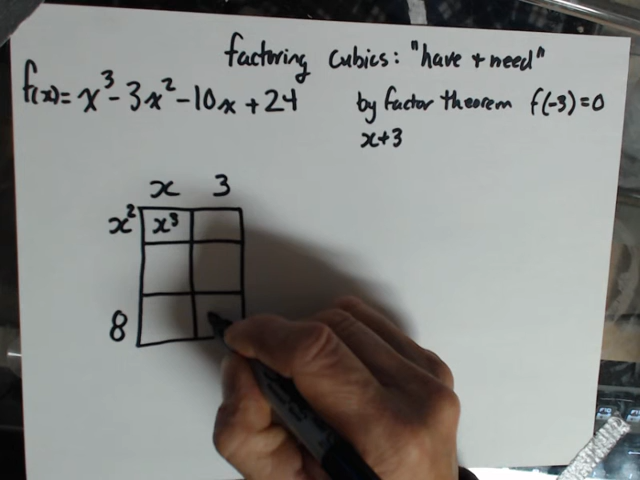 factoring cubics: "have + need"
f(x) = x³ - 3x² - 10x + 24
by factor theorem f(-3) = 0
x+3
x 3
x² x³
8